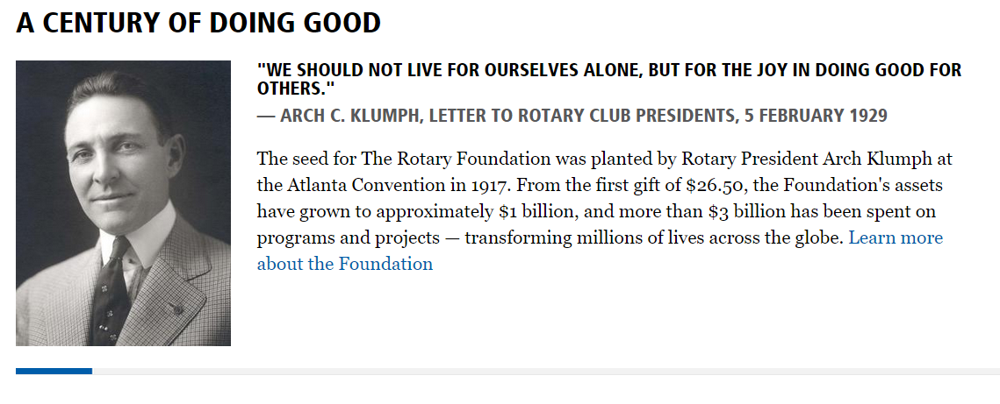 A CENTURY OF DOING GOOD
"WE SHOULD NOT LIVE FOR OURSELVES ALONE, BUT FOR THE JOY IN DOING GOOD FOR
OTHERS."
— ARCH C. KLUMPH, LETTER TO ROTARY CLUB PRESIDENTS, 5 FEBRUARY 1929
The seed for The Rotary Foundation was planted by Rotary President Arch Klumph at
the Atlanta Convention in 1917. From the first gift of $26.50, the Foundation's assets
have grown to approximately $1 billion, and more than $3 billion has been spent on
programs and projects — transforming millions of lives across the globe. Learn more
about the Foundation